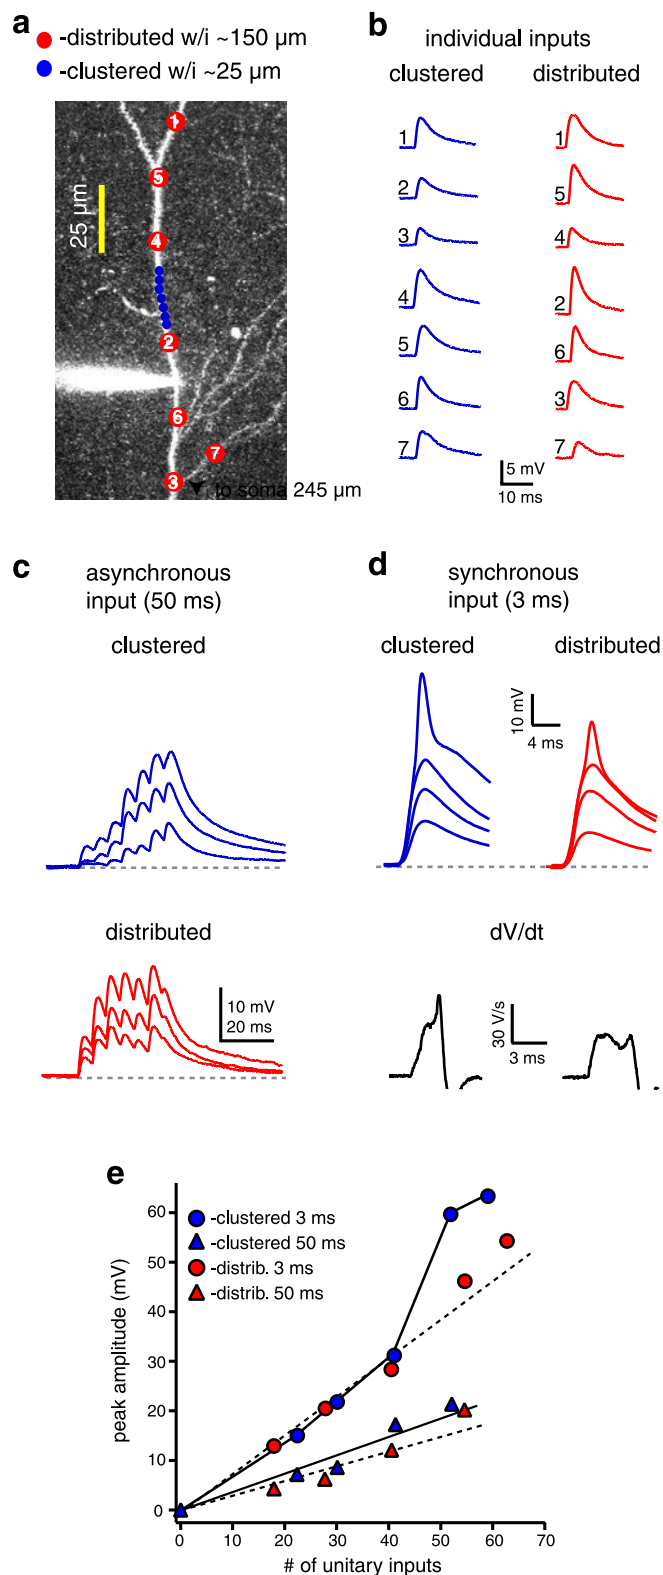 a
-distributed w/i ~150 µm
-clustered w/i ~25 µm
1
5
25 µm
4
2
6
7
3
to soma 245 µm
b
individual inputs
clustered
distributed
1
1
2
5
3
4
4
2
5
6
6
3
7
7
5 mV
10 ms
c
asynchronous
input (50 ms)
clustered
distributed
10 mV
20 ms
d
synchronous
input (3 ms)
clustered
distributed
10 mV
4 ms
dV/dt
30 V/s
3 ms
e
-clustered 3 ms
-clustered 50 ms
-distrib. 3 ms
-distrib. 50 ms
peak amplitude (mV)
60
50
40
30
20
10
0
0
10
20
30
40
50
60
70
# of unitary inputs